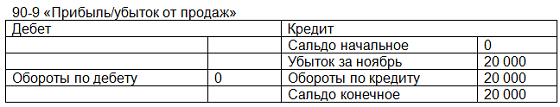 90-9 «Прибыль/убыток от продаж»
Дебет Кредит
Сальдо начальное 0
Убыток за ноябрь 20 000
Обороты по дебету 0 Обороты по кредиту 20 000
Сальдо конечное 20 000